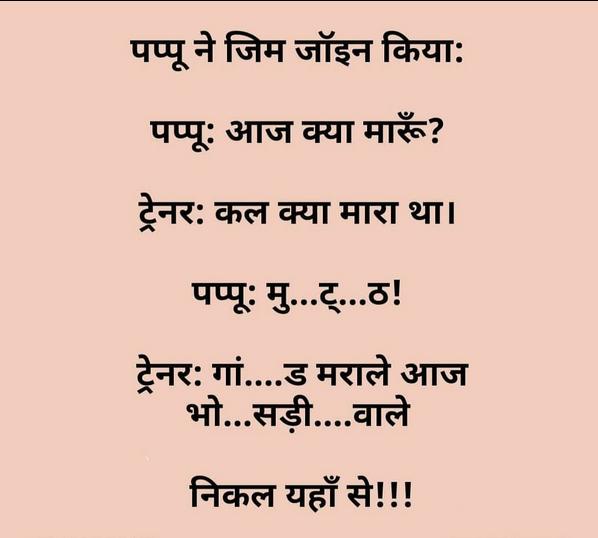 पप्पू ने जिम जॉइन किया:
पप्पू: आज क्या मारूँ?
ट्रेनर: कल क्या मारा था।
पप्पू: मु...ट्...ठ!
ट्रेनर: गां....ड मराले आज
भो...सड़ी....वाले
निकल यहाँ से!!!